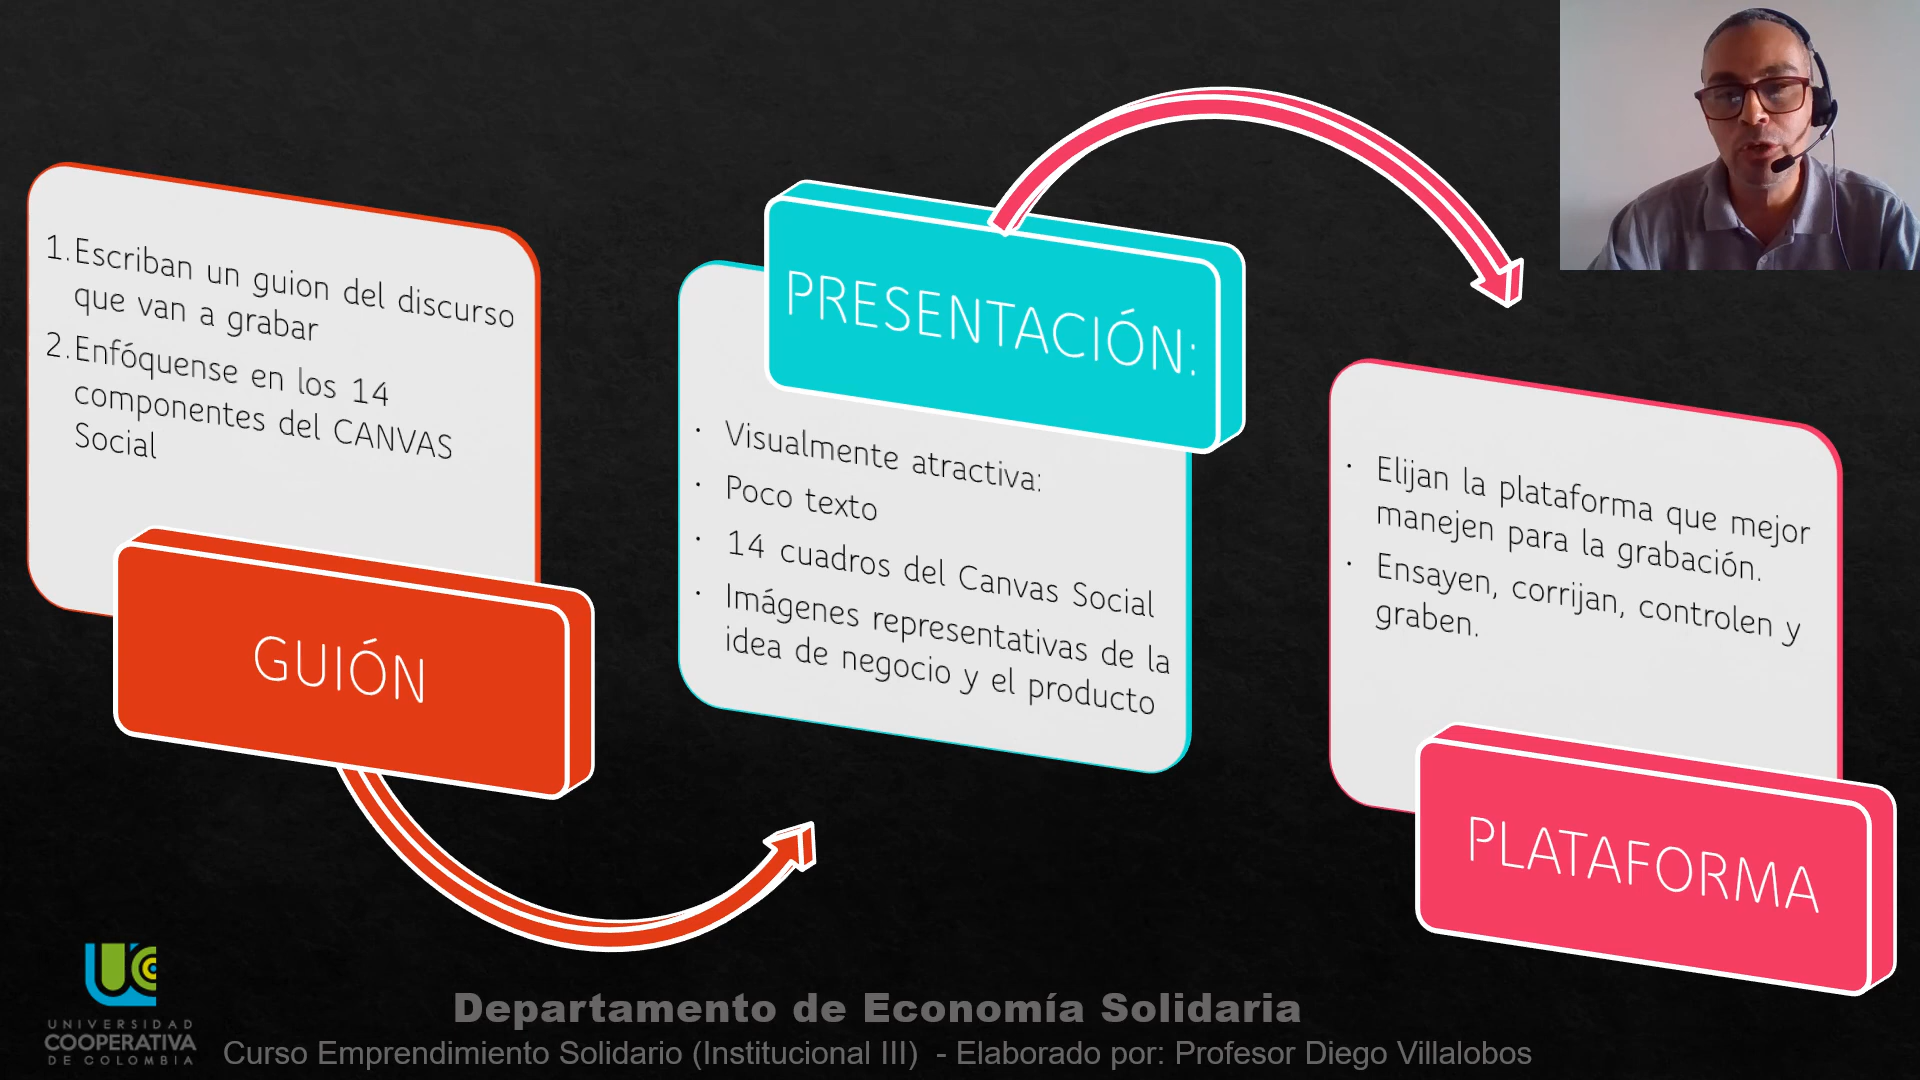 1.Escriban un guion del discurso
que van a grabar
2.Enfóquense en los 14
componentes del CANVAS
Social
GUIÓN
PRESENTACIÓN:
· Visualmente atractiva:
· Poco texto
· 14 cuadros del Canvas Social
· Imágenes representativas de la
idea de negocio y el producto
· Elijan la plataforma que mejor
manejen para la grabación.
· Ensayen, corrijan, controlen y
graben.
PLATAFORMA
UNIVERSIDAD
COOPERATIVA
DE COLOMBIA
Departamento de Economía Solidaria
Curso Emprendimiento Solidario (Institucional III) - Elaborado por: Profesor Diego Villalobos